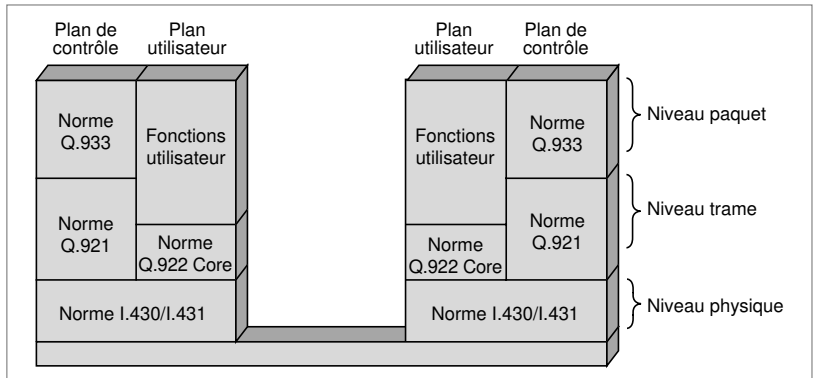 Plan de
contrôle
Plan
utilisateur
Plan
utilisateur
Plan de
contrôle
Norme
Q.933
Fonctions
utilisateur
Norme
Q.921
Norme
Q.922 Core
Norme I.430/I.431
Fonctions
utilisateur
Norme
Q.933
Norme
Q.922 Core
Norme
Q.921
Norme I.430/I.431
Niveau paquet
Niveau trame
Niveau physique